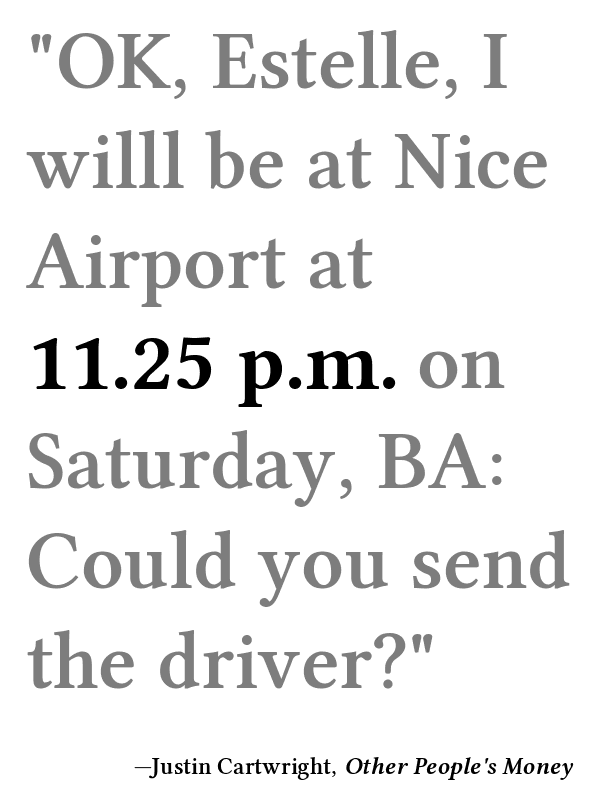 "OK, Estelle, I
willl be at Nice
Airport at
11.25 p.m. on
Saturday, BA:
Could you send
the driver?"
—Justin Cartwright, Other People's Money